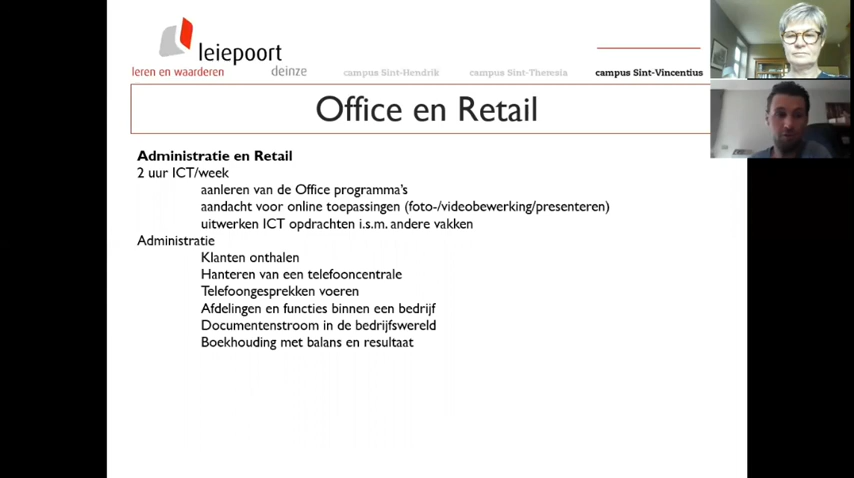 leiepoort
leren en waarderen
deinze
campus Sint-Hendrik
campus Sint-Theresia
campus Sint-Vincentius
Office en Retail
Administratie en Retail
2 uur ICT/week
aanleren van de Office programma's
aandacht voor online toepassingen (foto-/videobewerking/presenteren)
uitwerken ICT opdrachten i.s.m. andere vakken
Administratie
Klanten onthalen
Hanteren van een telefooncentrale
Telefoongesprekken voeren
Afdelingen en functies binnen een bedrijf
Documentenstroom in de bedrijfswereld
Boekhouding met balans en resultaat